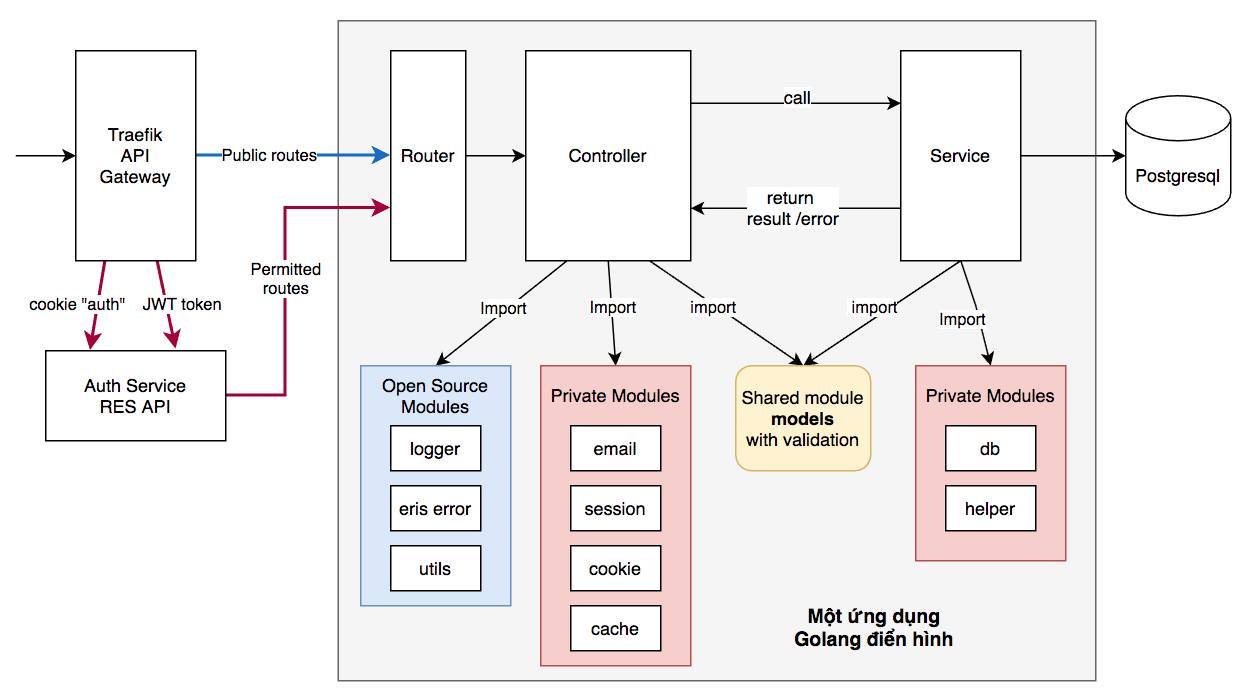 Traefik
API
Gateway
Public routes
Router
Controller
call
return
result /error
Service
Postgresql
cookie "auth"
JWT token
Permitted
routes
Auth Service
RES API
Import
Import
import
import
Import
Open Source
Modules
logger
eris error
utils
Private Modules
email
session
cookie
cache
Shared module
models
with validation
Private Modules
db
helper
Một ứng dụng
Golang điển hình